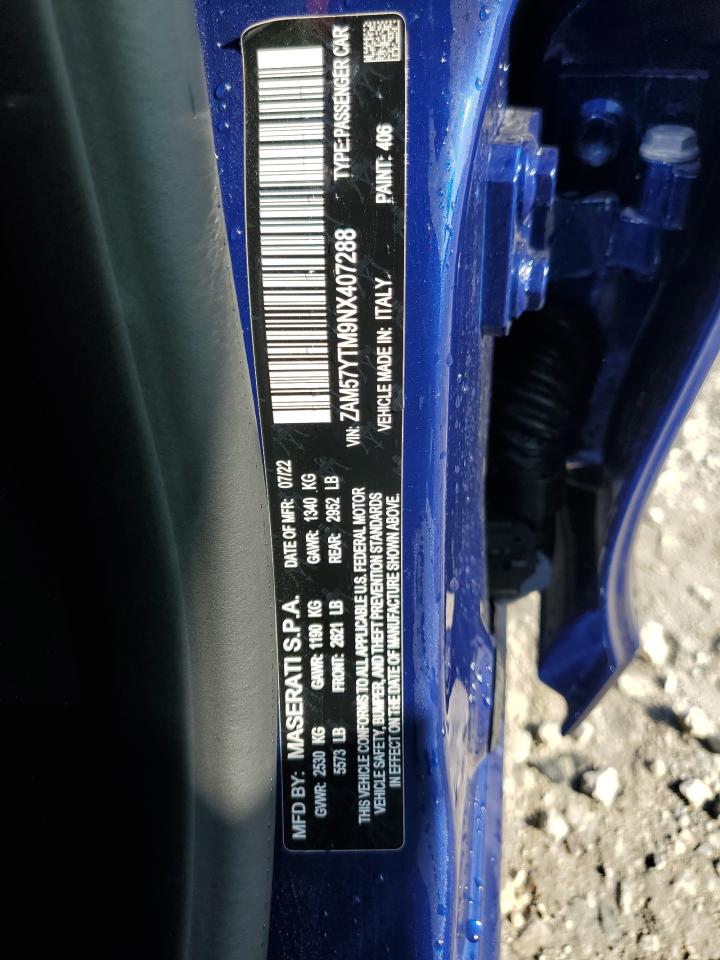 MFD BY: MASERATI S.P.A. DATE OF MFR: 07/22
GVWR: 2530 KG GAWR: 1190 KG GAWR: 1340 .KG
5573 LB FRONT: 2621 LB REAR: 2952 LB
THIS VEHICLE CONFORMS TO ALL APPLICABLE U.S. FEDERAL MOTOR
VEHICLE SAFETY, BUMPER, AND THEFT PREVENTION STANDARDS
IN EFFECT ON THE DATE OF MANUFACTURE SHOWN ABOVE.
VIN: ZAM57YTM9NX407288 TYPE:PASSENGER CAR
VEHICLE MADE IN: ITALY PAINT: 406